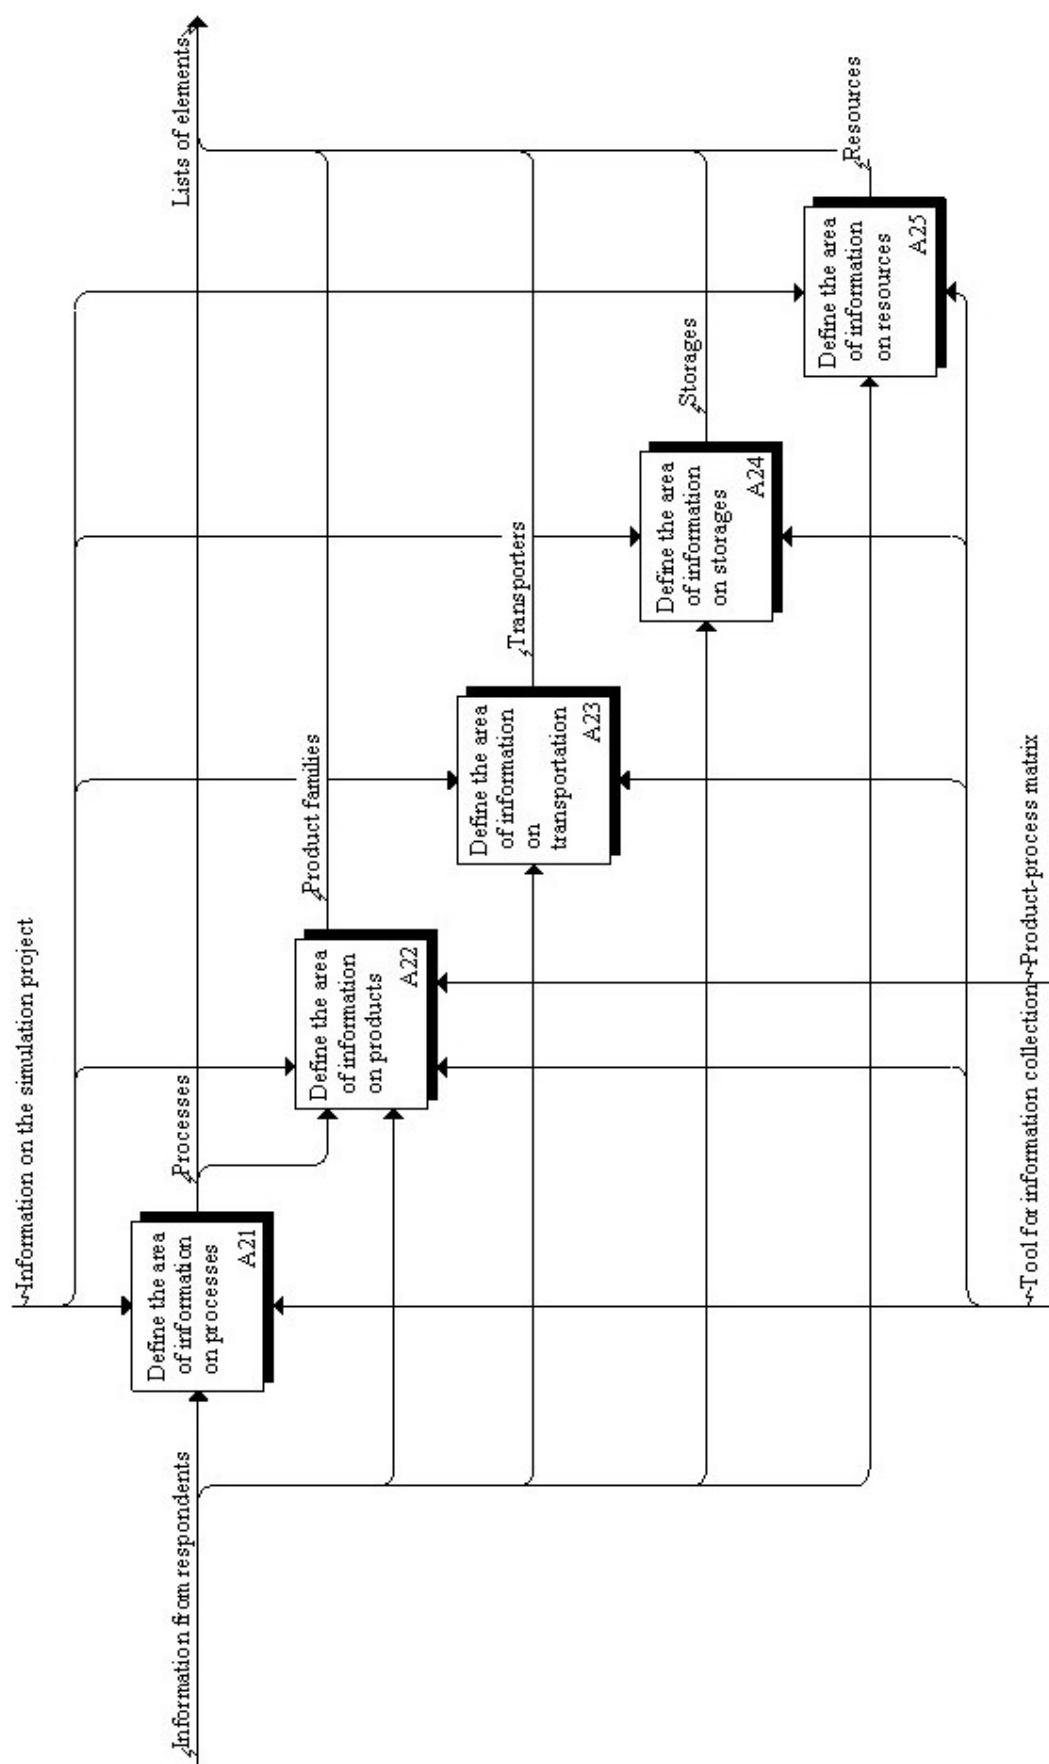 Information on the simulation project
Information from respondents
Define the area
of information
on processes
A21
Processes
Define the area
of information
on products
A22
Product families
Define the area
of information
on
transportation
A23
Transporters
Define the area
of information
on storages
A24
Storages
Define the area
of information
on resources
A25
Resources
Lists of elements
Tool for information collection
Product-process matrix